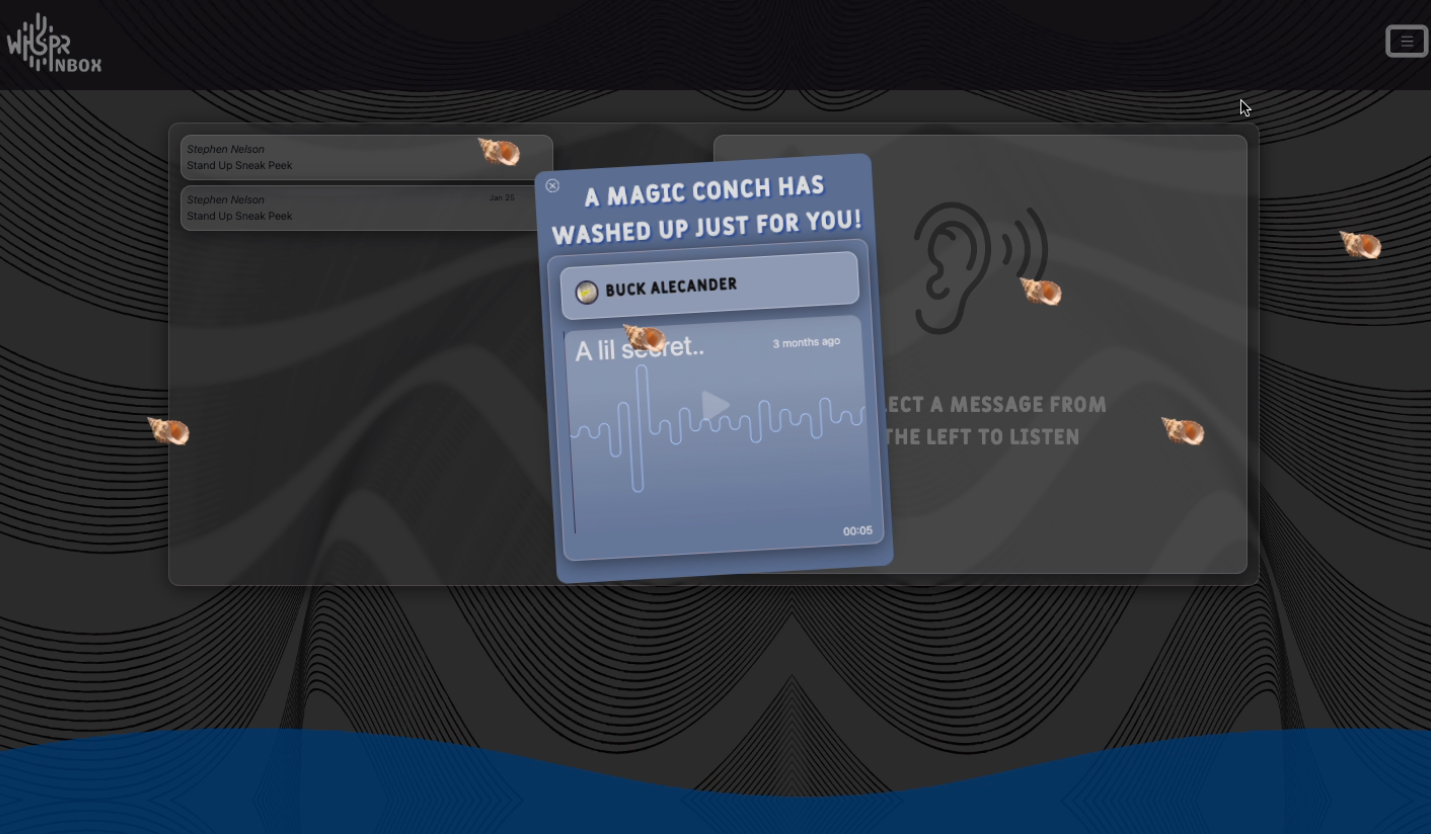 WHSPR
INBOX
Stephen Nelson
Stand Up Sneak Peek
Stephen Nelson
Jan 25
Stand Up Sneak Peek
A MAGIC CONCH HAS
WASHED UP JUST FOR YOU!
BUCK ALECANDER
A lil secret..
3 months ago
00:05
LECT A MESSAGE FROM
THE LEFT TO LISTEN